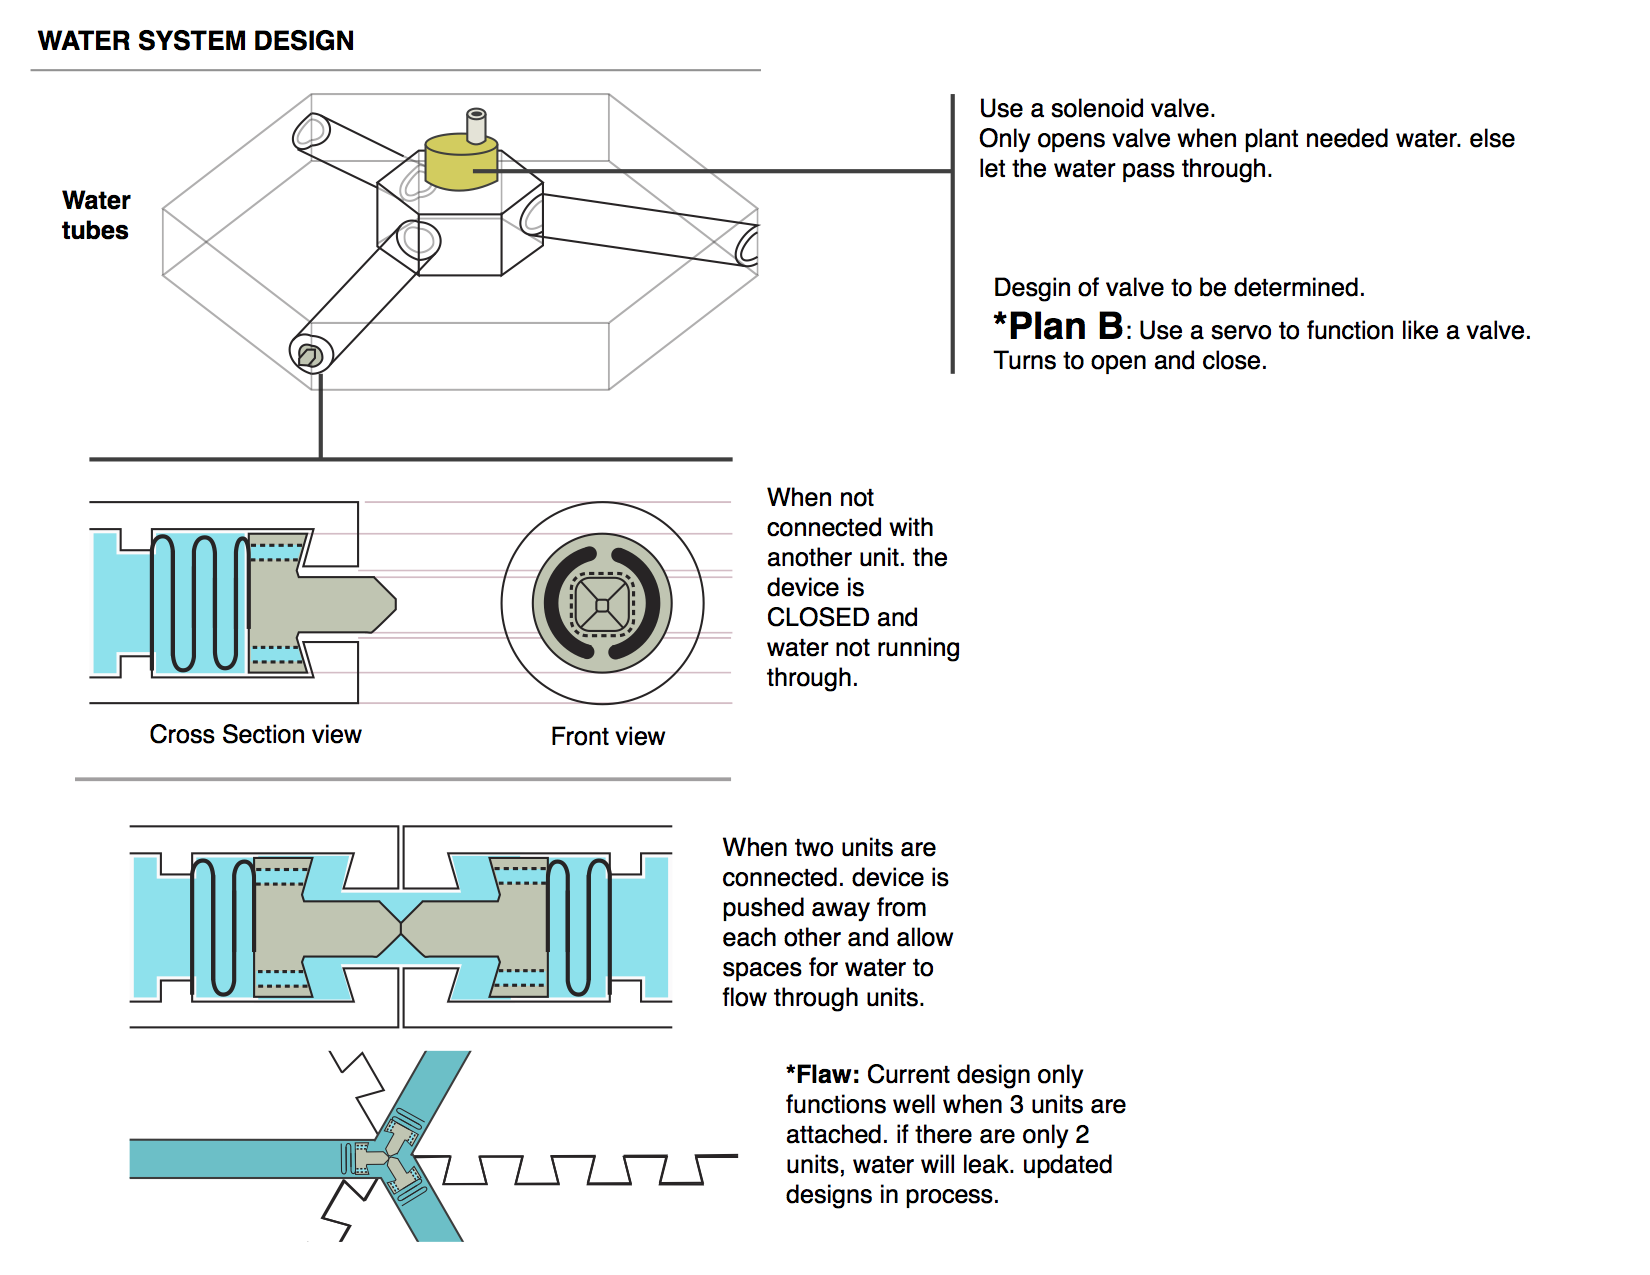 WATER SYSTEM DESIGN
Water
tubes
Use a solenoid valve.
Only opens valve when plant needed water. else
let the water pass through.
Desgin of valve to be determined.
*Plan B: Use a servo to function like a valve.
Turns to open and close.
When not
connected with
another unit. the
device is
CLOSED and
water not running
through.
Cross Section view
Front view
When two units are
connected. device is
pushed away from
each other and allow
spaces for water to
flow through units.
*Flaw: Current design only
functions well when 3 units are
attached. if there are only 2
units, water will leak. updated
designs in process.